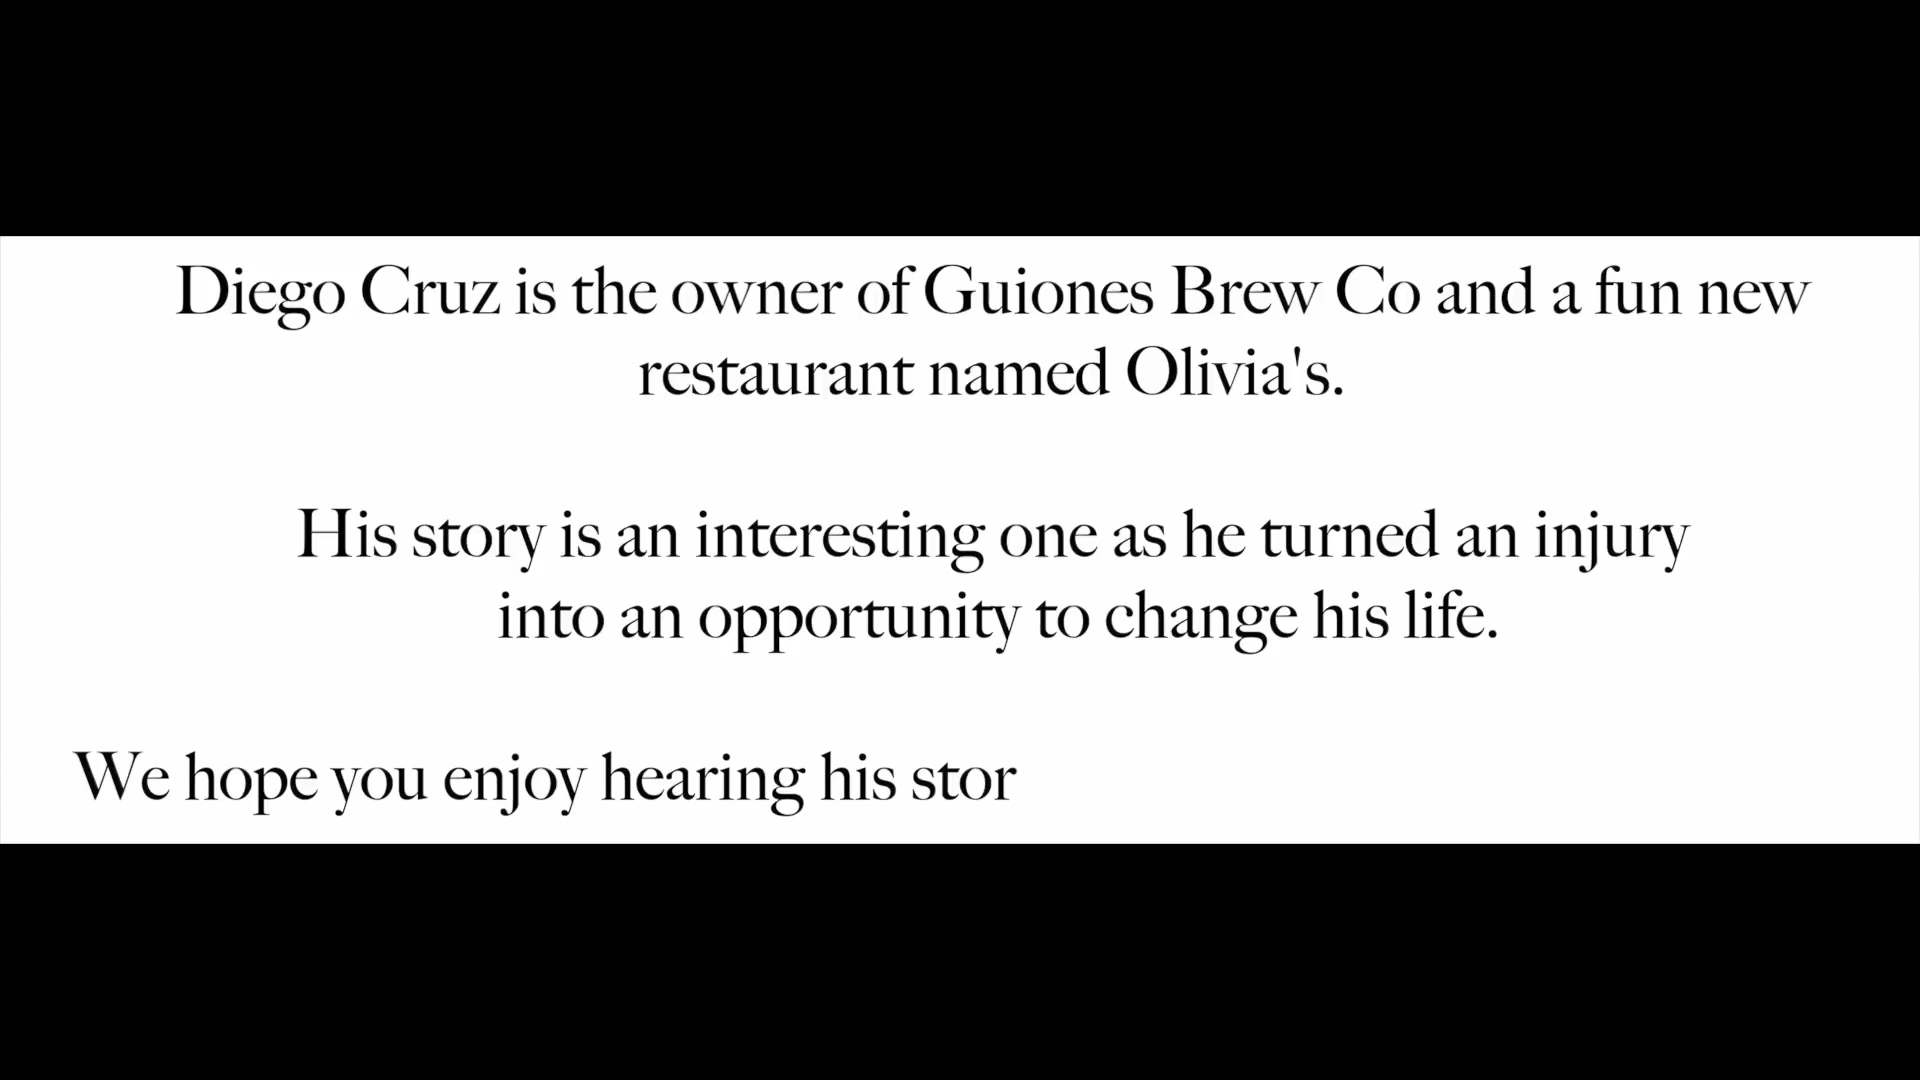 Diego Cruz is the owner of Guiones Brew Co and a fun new
restaurant named Olivia's.
His story is an interesting one as he turned an injury
into an opportunity to change his life.
We hope you enjoy hearing his stor